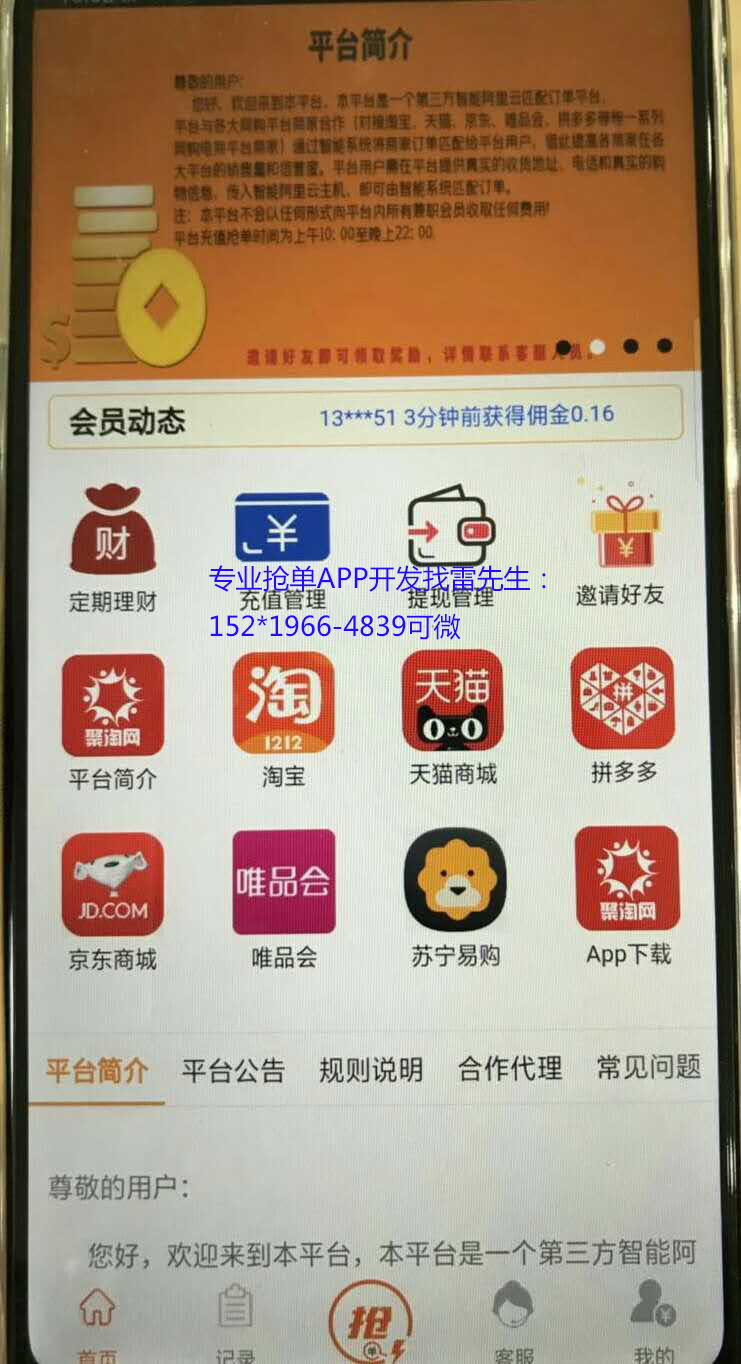 平台简介
尊敬的用户:
您好，欢迎来到本平台，本平台是一个第三方智能阿里云匹配订单平台，
平台与各大网购平台商家合作（对接淘宝、天猫、京东、唯品会、拼多多等等一系列
网购电商平台商家）通过智能系统将商家订单匹配给平台用户，借此提高各商家在各
大平台的销售量和信誉度。平台用户需在平台提供真实的收货地址、电话和真实的购
物信息，传入智能阿里云主机，即可由智能系统匹配订单。
注：本平台不会以任何形式向平台内所有兼职会员收取任何费用!
平台充值抢单时间为上午10: 00至晚上22: 00
$
邀请好友即可领取奖励，详情联系客服人员。
会员动态 13***51 3分钟前获得佣金0.16
财 ¥ ¥
定期理财 充值管理 提现管理 邀请好友
专业抢单APP开发找雷先生：
152*1966-4839可微
聚淘网 淘 1212 天猫 拼
平台简介 淘宝 天猫商城 拼多多
JD.COM 唯品会 聚淘网
京东商城 唯品会 苏宁易购 App下载
平台简介 平台公告 规则说明 合作代理 常见问题
尊敬的用户：
您好，欢迎来到本平台，本平台是一个第三方智能阿
抢
单 ¥
首页 记录 客服 我的